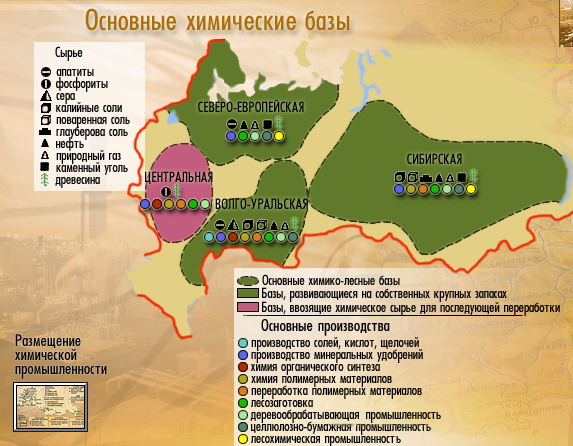 Основные химические базы
Сырье
апатиты
фосфориты
сера
калийные соли
поваренная соль
глауберова соль
нефть
природный газ
каменный уголь
древесина
СЕВЕРО-ЕВРОПЕЙСКАЯ
СИБИРСКАЯ
ЦЕНТРАЛЬНАЯ
ВОЛГО-УРАЛЬСКАЯ
Основные химико-лесные базы
Базы, развивающиеся на собственных крупных запасах
Базы, ввозящие химическое сырье для последующей переработки
Основные производства
производство солей, кислот, щелочей
производство минеральных удобрений
химия органического синтеза
химия полимерных материалов
переработка полимерных материалов
лесозаготовка
деревообрабатывающая промышленность
целлюлозно-бумажная промышленность
лесохимическая промышленность
Размещение
химической
промышленности